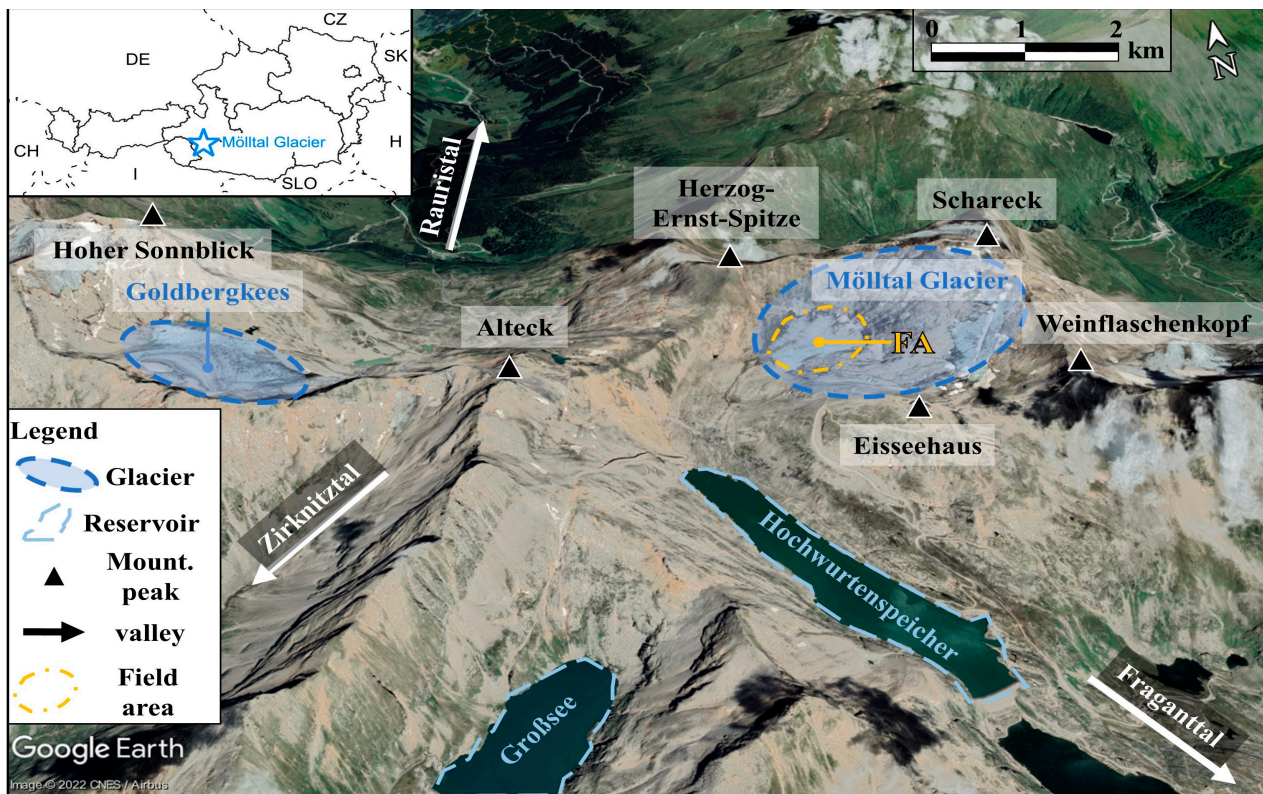 CZ
DE
SK
Mölltal Glacier
CH
H
I
SLO
0 1 2
km
N
Rauristal
Herzog-
Ernst-Spitze
Schareck
Hoher Sonnblick
Goldbergkees
Mölltal Glacier
Alteck
FA
Weinflaschenkopf
Eisseehaus
Legend
Glacier
Reservoir
Mount.
peak
valley
Field
area
Zirknitztal
Hochwurtenspeicher
Großsee
Fraganttal
Google Earth
Image © 2022 CNES / Airbus